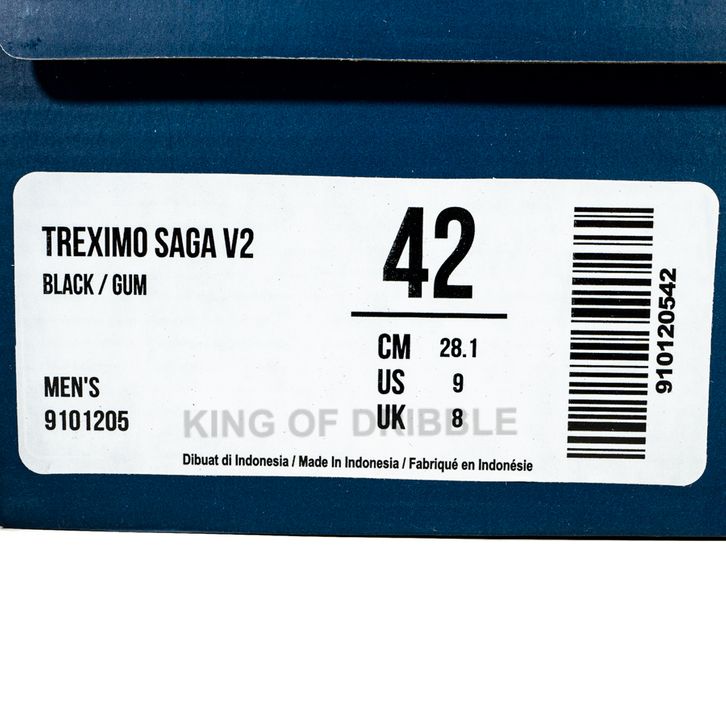 TREXIMO SAGA V2
BLACK / GUM
MEN'S
9101205
42
CM 28.1
US 9
UK 8
KING OF DRIBBLE
Dibuat di Indonesia / Made In Indonesia / Fabriqué en Indonésie
910120542